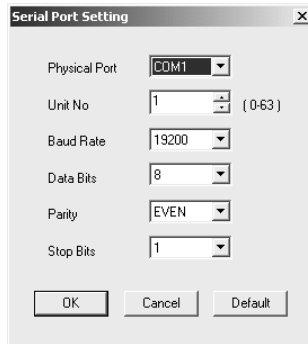 Serial Port Setting
Physical Port COM1
Unit No 1 ( 0-63 )
Baud Rate 19200
Data Bits 8
Parity EVEN
Stop Bits 1
OK Cancel Default